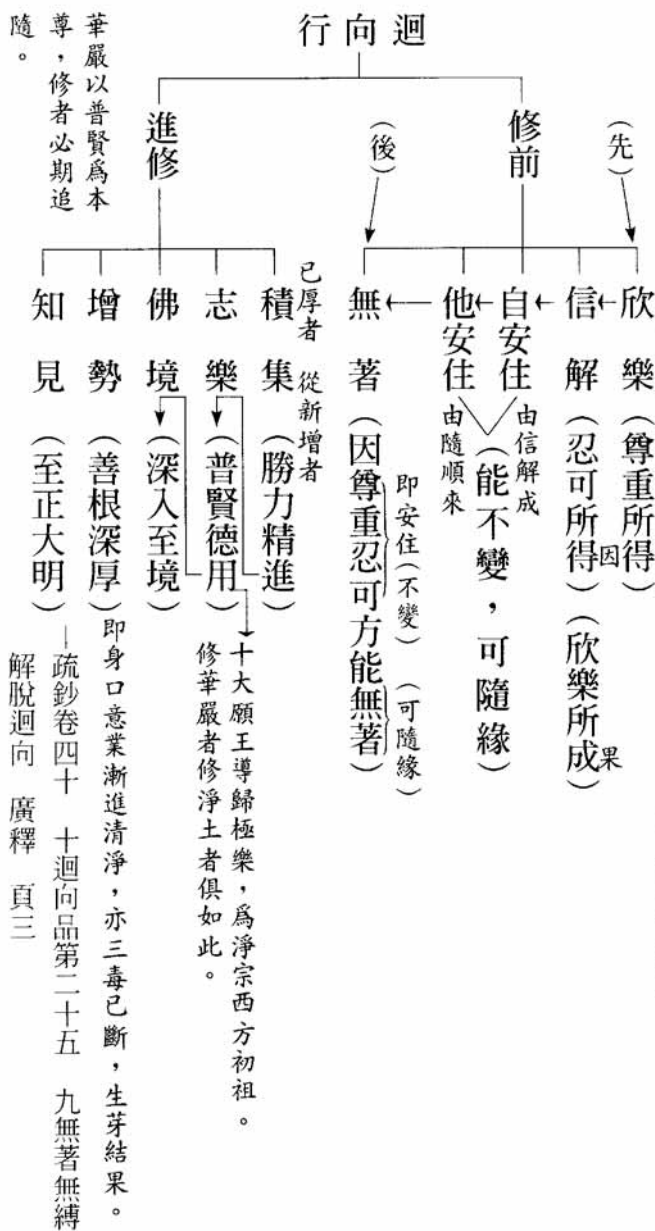 迴向行
修前
（先）
（後）
欣樂（尊重所得）
因
信解（忍可所得）（欣樂所成）
果
自安住 由信解成
他安住 由隨順來
（能不變，可隨緣）
無著（因尊重忍可方能無著）
即安住（不變）（可隨緣）
進修
已厚者 從新增者
積集（勝力精進）
志樂（普賢德用）
十大願王導歸極樂，為淨宗西方初祖。
修華嚴者修淨土者俱如此。
佛境（深入至境）
增勢（善根深厚）
即身口意業漸進清淨，亦三毒已斷，生芽結果。
知見（至正大明）
華嚴以普賢爲本
尊，修者必期追
隨。
疏鈔卷四十 十迴向品第二十五 九無著無縛
解脫迴向 廣釋 頁三